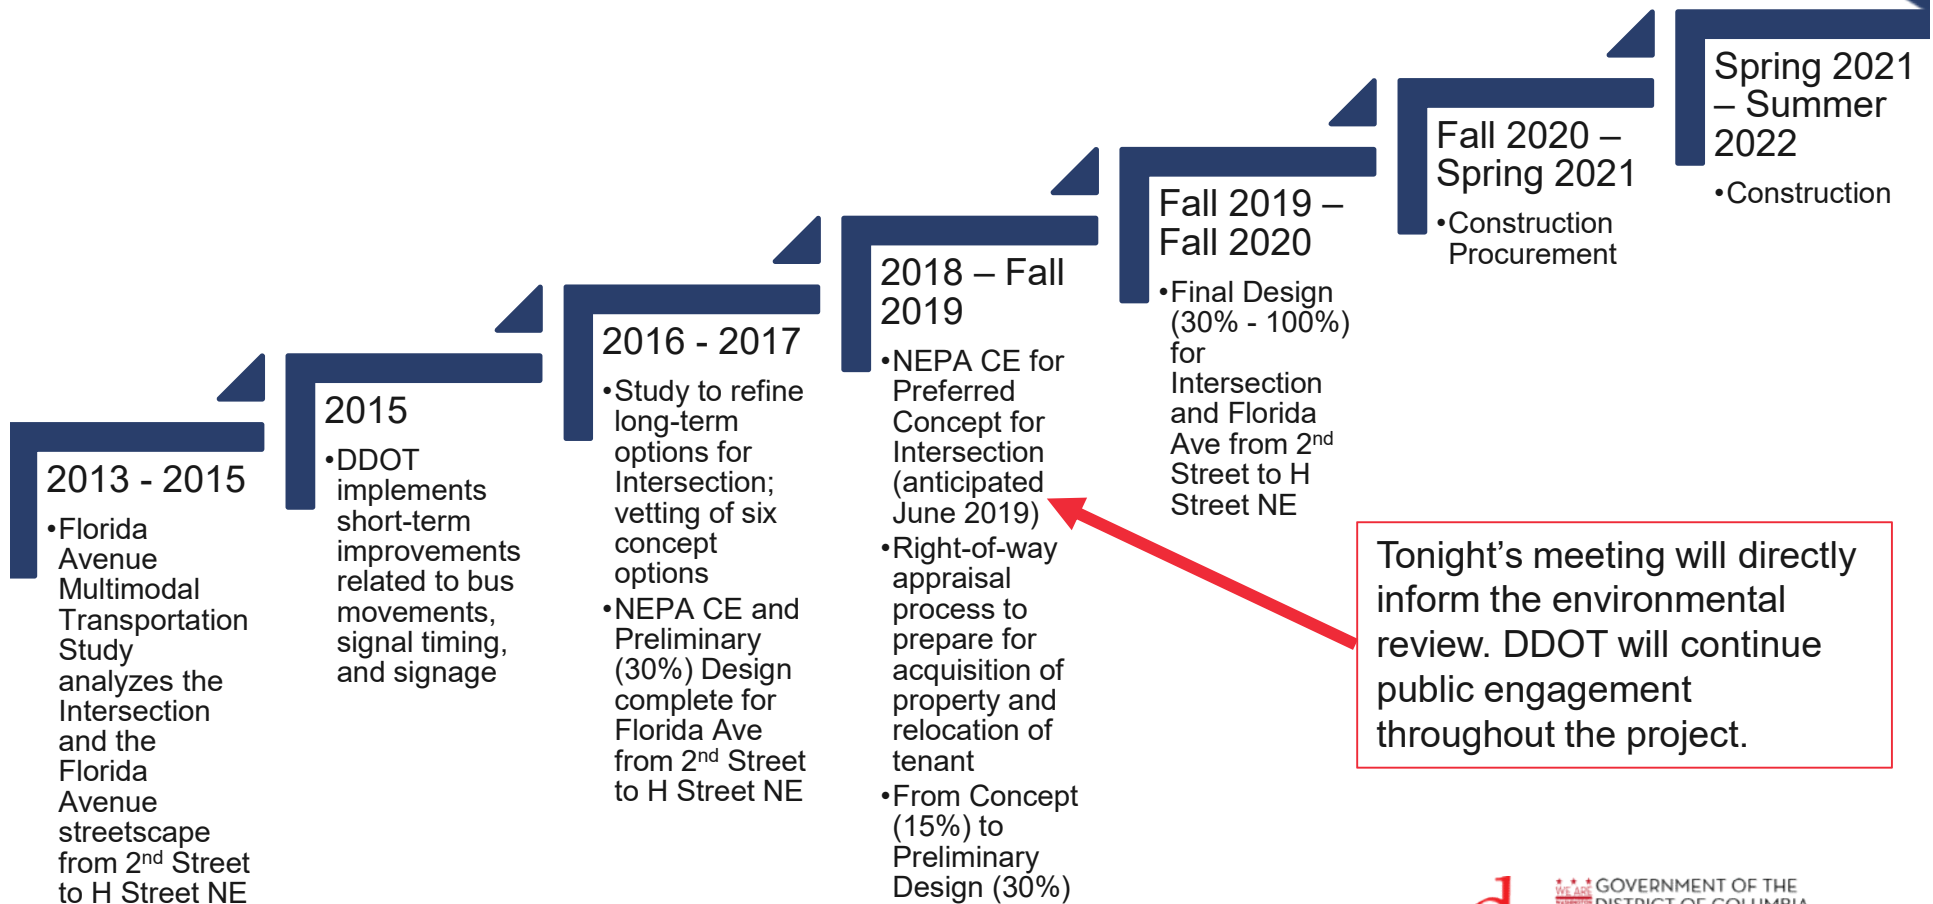 2013 - 2015
•Florida
Avenue
Multimodal
Transportation
Study
analyzes the
Intersection
and the
Florida
Avenue
streetscape
from 2nd Street
to H Street NE
2015
•DDOT
implements
short-term
improvements
related to bus
movements,
signal timing,
and signage
2016 - 2017
•Study to refine
long-term
options for
Intersection;
vetting of six
concept
options
•NEPA CE and
Preliminary
(30%) Design
complete for
Florida Ave
from 2nd Street
to H Street NE
2018 – Fall
2019
•NEPA CE for
Preferred
Concept for
Intersection
(anticipated
June 2019)
•Right-of-way
appraisal
process to
prepare for
acquisition of
property and
relocation of
tenant
•From Concept
(15%) to
Preliminary
Design (30%)
Fall 2019 –
Fall 2020
•Final Design
(30% - 100%)
for
Intersection
and Florida
Ave from 2nd
Street to H
Street NE
Fall 2020 –
Spring 2021
•Construction
Procurement
Spring 2021
– Summer
2022
•Construction
Tonight’s meeting will directly
inform the environmental
review. DDOT will continue
public engagement
throughout the project.
d
WE ARE
WASHINGTON
GOVERNMENT OF THE
DISTRICT OF COLUMBIA